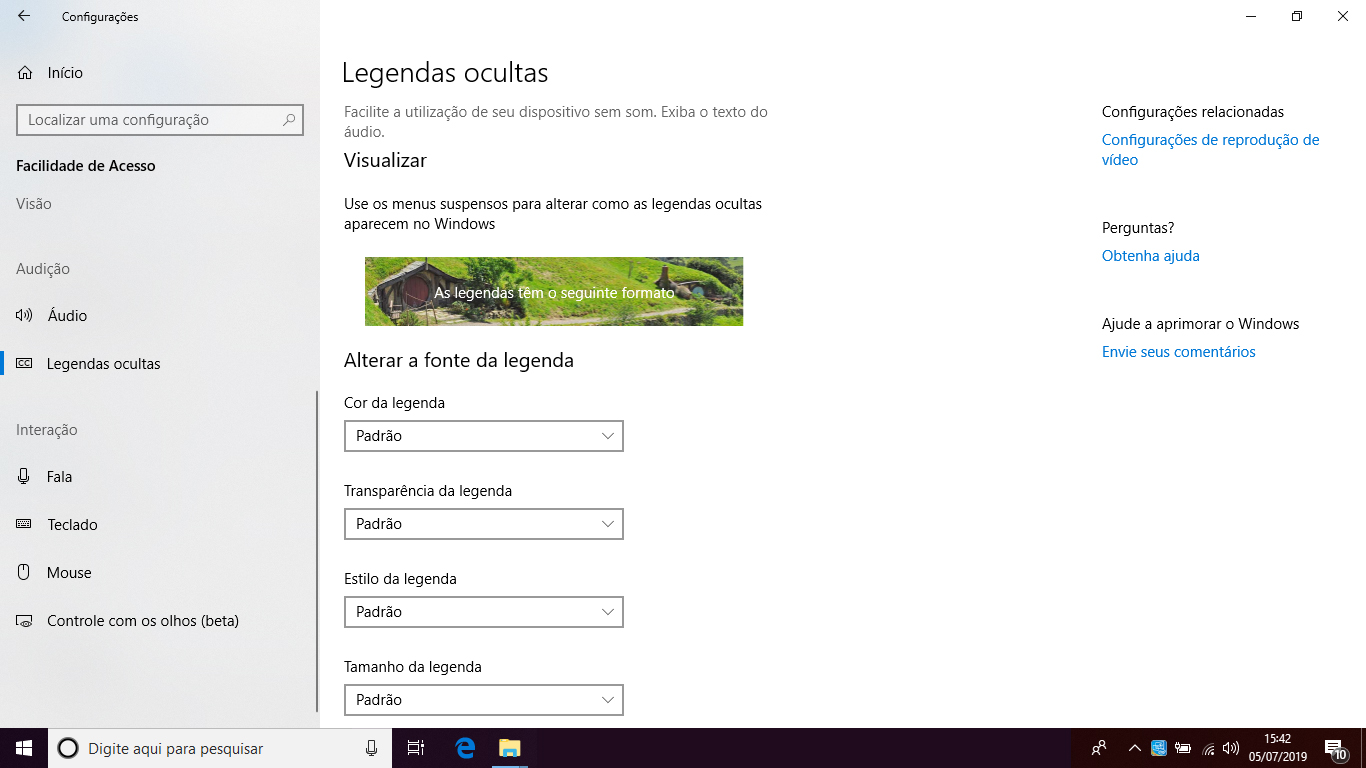 Configurações
Início
Localizar uma configuração
Facilidade de Acesso
Visão
Audição
Áudio
Legendas ocultas
Interação
Fala
Teclado
Mouse
Controle com os olhos (beta)
Legendas ocultas
Facilite a utilização de seu dispositivo sem som. Exiba o texto do
áudio.
Visualizar
Use os menus suspensos para alterar como as legendas ocultas
aparecem no Windows
As legendas têm o seguinte formato
Alterar a fonte da legenda
Cor da legenda
Padrão
Transparência da legenda
Padrão
Estilo da legenda
Padrão
Tamanho da legenda
Padrão
Configurações relacionadas
Configurações de reprodução de
vídeo
Perguntas?
Obtenha ajuda
Ajude a aprimorar o Windows
Envie seus comentários
Digite aqui para pesquisar
15:42
05/07/2019
10